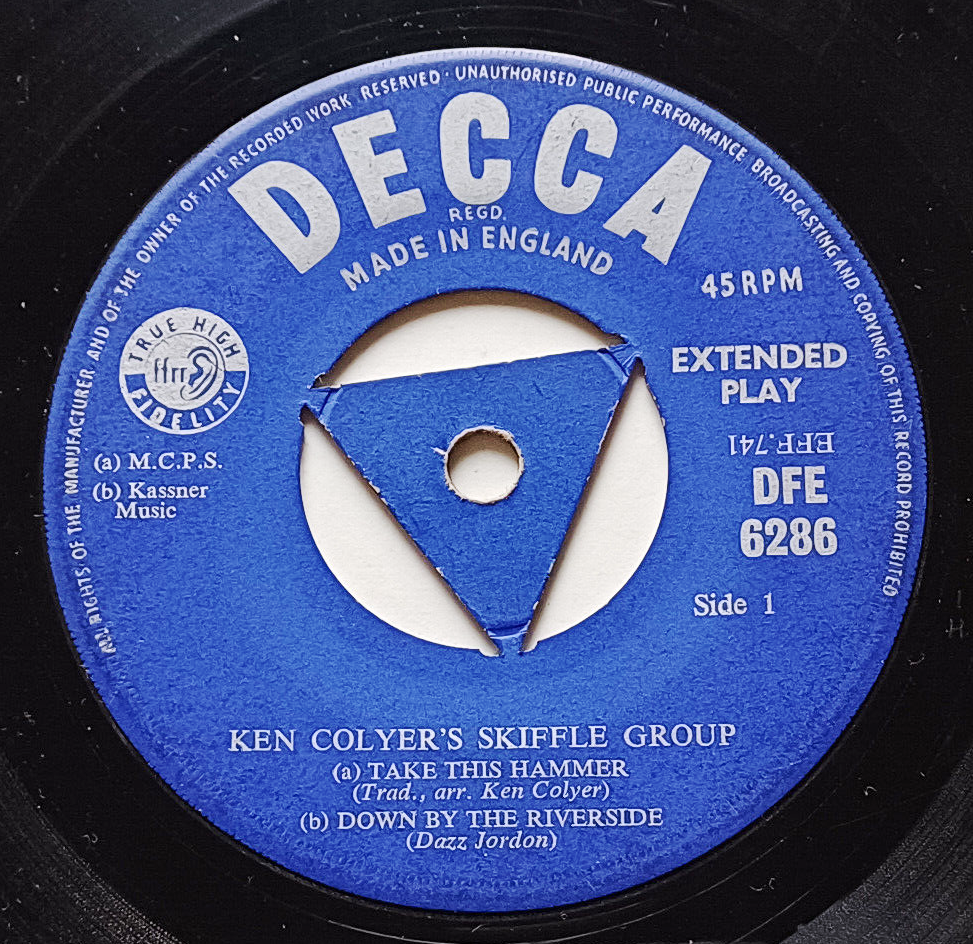 ALL RIGHTS OF THE MANUFACTURER AND OF THE OWNER OF THE RECORDED WORK RESERVED · UNAUTHORISED PUBLIC PERFORMANCE BROADCASTING AND COPYING OF THIS RECORD PROHIBITED
DECCA
REGD.
MADE IN ENGLAND
45 RPM
TRUE HIGH
ffrr
FIDELITY
EXTENDED
PLAY
(a) M.C.P.S.
(b) Kassner
Music
EFF.741
DFE
6286
Side 1
KEN COLYER'S SKIFFLE GROUP
(a) TAKE THIS HAMMER
(Trad., arr. Ken Colyer)
(b) DOWN BY THE RIVERSIDE
(Dazz Jordon)